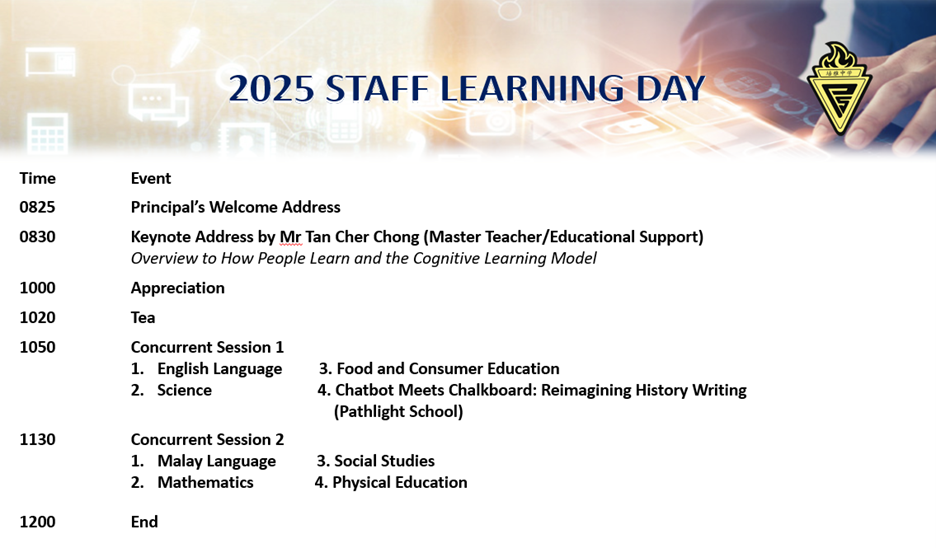 2025 STAFF LEARNING DAY
Time Event
0825 Principal's Welcome Address
0830 Keynote Address by Mr Tan Cher Chong (Master Teacher/Educational Support)
Overview to How People Learn and the Cognitive Learning Model
1000 Appreciation
1020 Tea
1050 Concurrent Session 1
1. English Language 3. Food and Consumer Education
2. Science 4. Chatbot Meets Chalkboard: Reimagining History Writing
(Pathlight School)
1130 Concurrent Session 2
1. Malay Language 3. Social Studies
2. Mathematics 4. Physical Education
1200 End